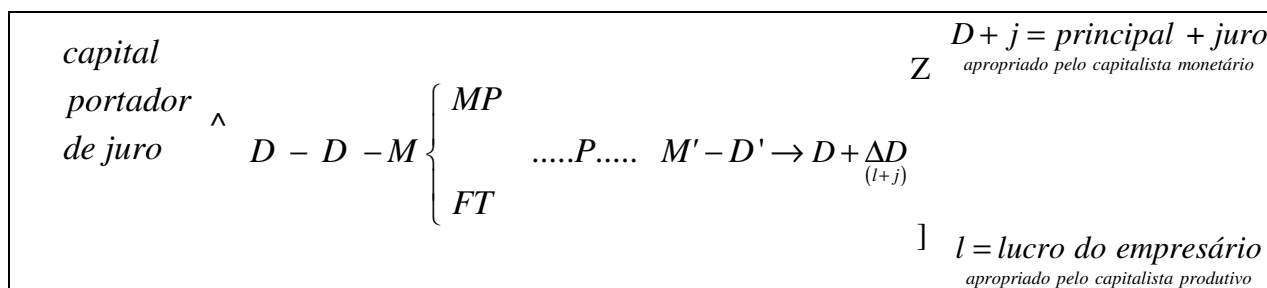 capital
portador
de juro
^
D – D – M { MP
FT
.....P..... M′ – D' → D + ΔD
(l+j)
Z
D + j = principal + juro
apropriado pelo capitalista monetário
]
l = lucro do empresário
apropriado pelo capitalista produtivo